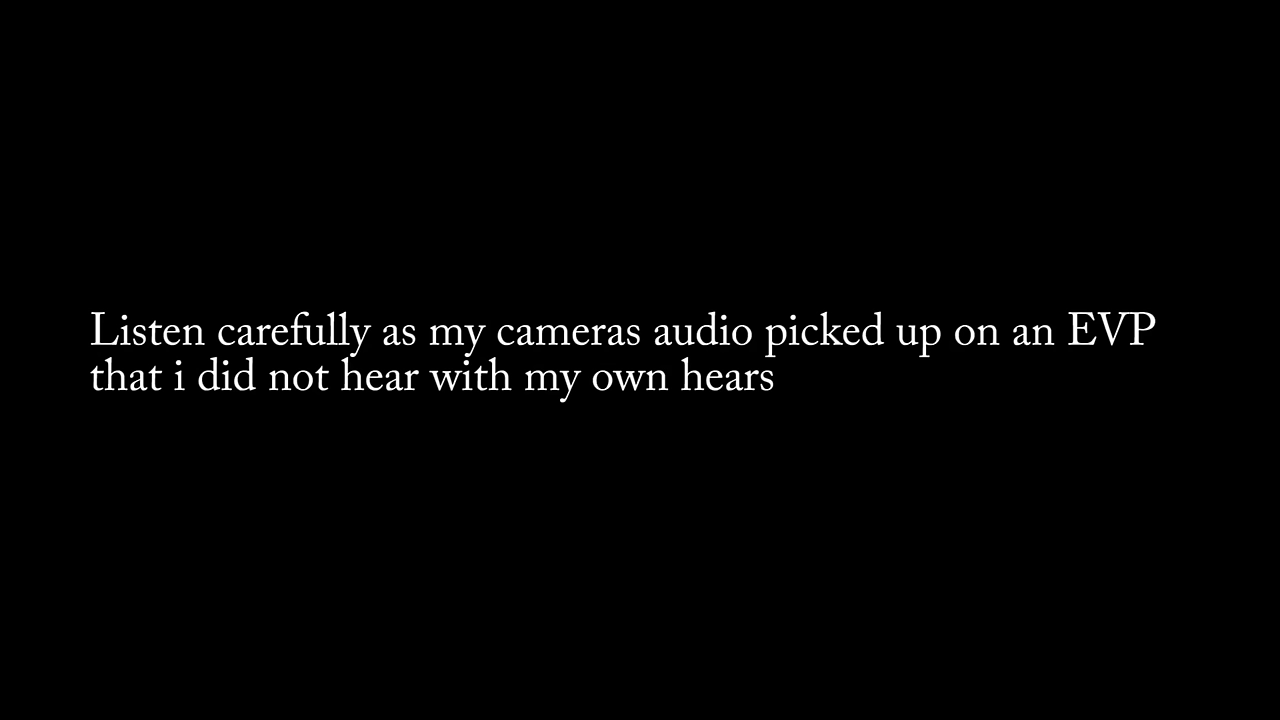 Listen carefully as my cameras audio picked up on an EVP
that i did not hear with my own hears